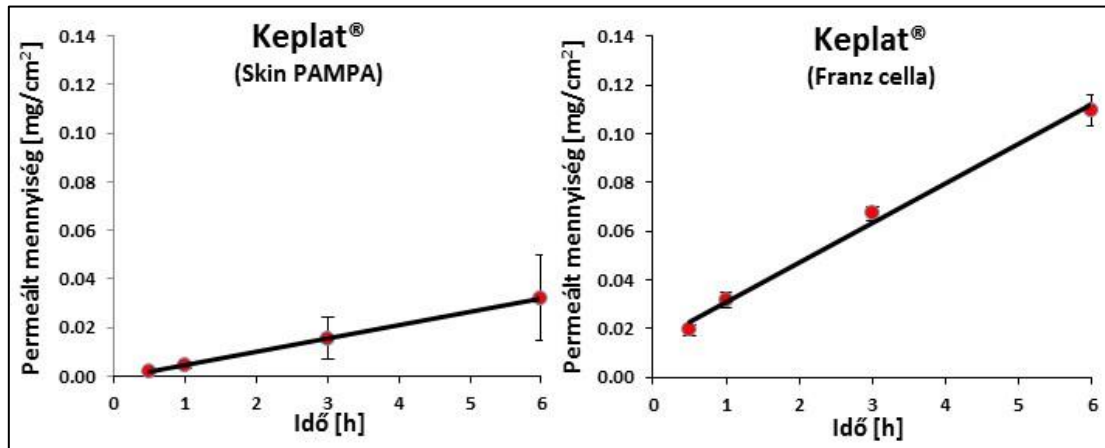 Keplat®
(Skin PAMPA)
Permeált mennyiség [mg/cm²]
0.14
0.12
0.10
0.08
0.06
0.04
0.02
0.00
0 1 2 3 4 5 6
Idő [h]
Keplat®
(Franz cella)
Permeált mennyiség [mg/cm²]
0.14
0.12
0.10
0.08
0.06
0.04
0.02
0.00
0 1 2 3 4 5 6
Idő [h]